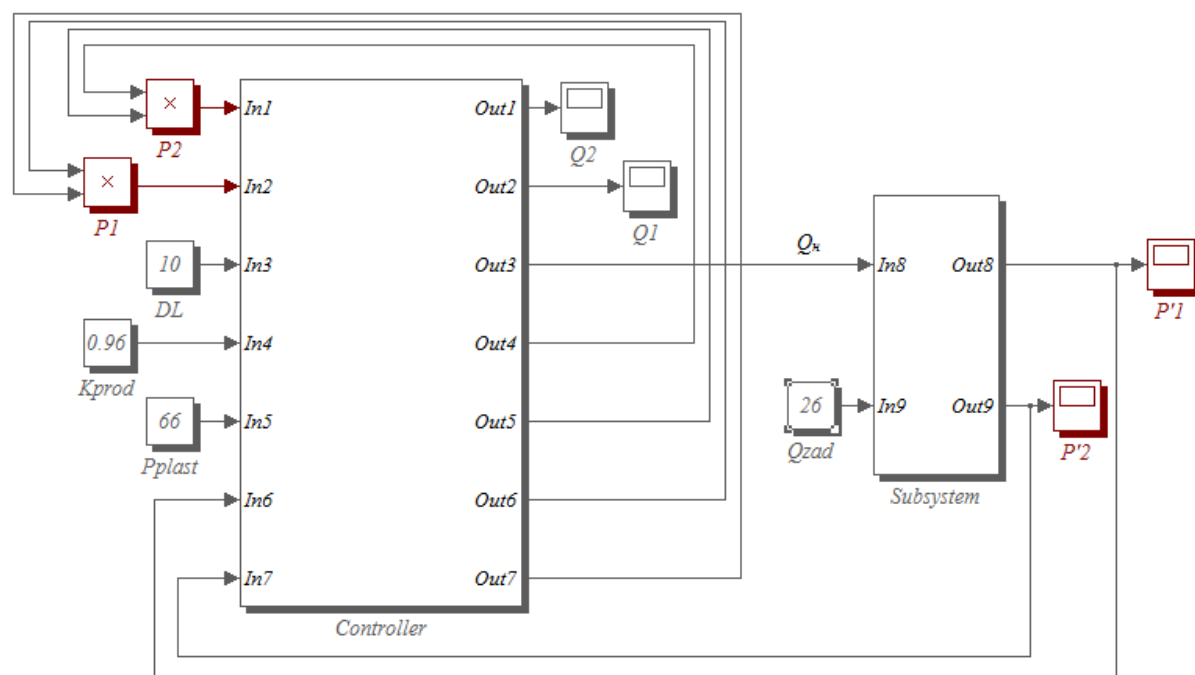 In1
Out1
P2
Q2
In2
Out2
P1
Q1
10
In3
Out3
Qн
In8
Out8
DL
P'1
0.96
In4
Out4
Kprod
66
In5
Out5
26
In9
Out9
Pplast
Qzad
P'2
In6
Out6
Subsystem
In7
Out7
Controller